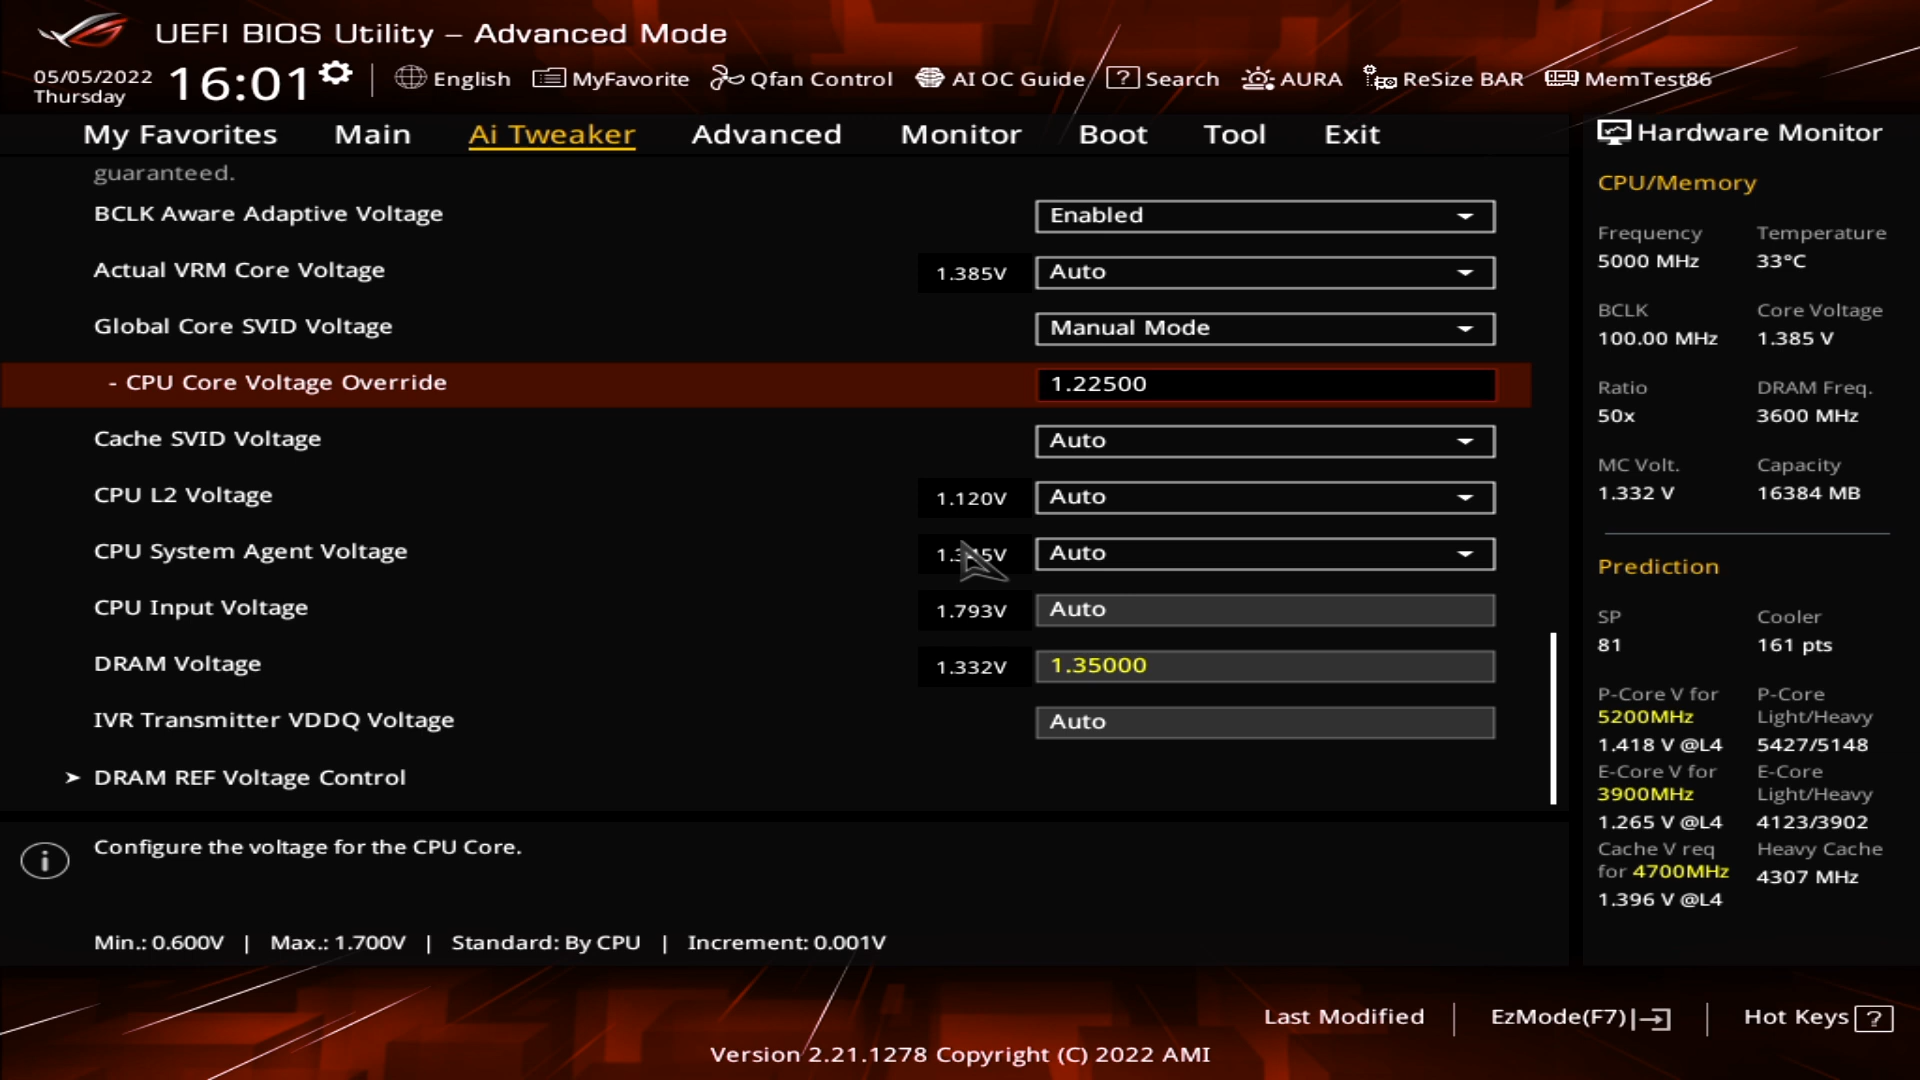 UEFI BIOS Utility – Advanced Mode
05/05/2022
Thursday
16:01
English
MyFavorite
Qfan Control
AI OC Guide
? Search
AURA
ReSize BAR
MemTest86
My Favorites
Main
Ai Tweaker
Advanced
Monitor
Boot
Tool
Exit
guaranteed.
BCLK Aware Adaptive Voltage
Enabled
Actual VRM Core Voltage
1.385V
Auto
Global Core SVID Voltage
Manual Mode
- CPU Core Voltage Override
1.22500
Cache SVID Voltage
Auto
CPU L2 Voltage
1.120V
Auto
CPU System Agent Voltage
Auto
CPU Input Voltage
1.793V
Auto
DRAM Voltage
1.332V
1.35000
IVR Transmitter VDDQ Voltage
Auto
DRAM REF Voltage Control
Configure the voltage for the CPU Core.
Min.: 0.600V | Max.: 1.700V | Standard: By CPU | Increment: 0.001V
Hardware Monitor
CPU/Memory
Frequency Temperature
5000 MHz 33°C
BCLK Core Voltage
100.00 MHz 1.385 V
Ratio DRAM Freq.
50x 3600 MHz
MC Volt. Capacity
1.332 V 16384 MB
Prediction
SP Cooler
81 161 pts
P-Core V for P-Core
5200MHz Light/Heavy
1.418 V @L4 5427/5148
E-Core V for E-Core
3900MHz Light/Heavy
1.265 V @L4 4123/3902
Cache V req Heavy Cache
for 4700MHz 4307 MHz
1.396 V @L4
Last Modified
EzMode(F7)
Hot Keys ?
Version 2.21.1278 Copyright (C) 2022 AMI